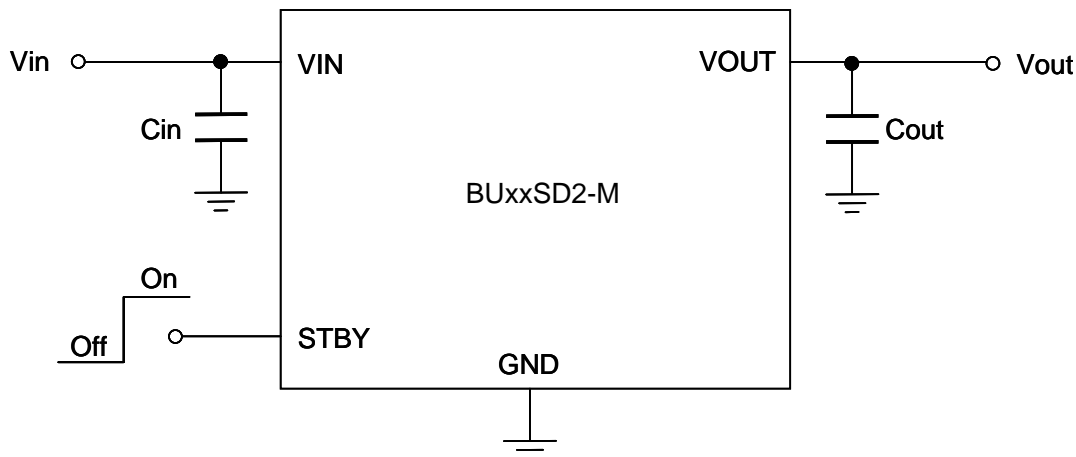 Vin
VIN
VOUT
Vout
Cin
Cout
BUxxSD2-M
On
Off
STBY
GND